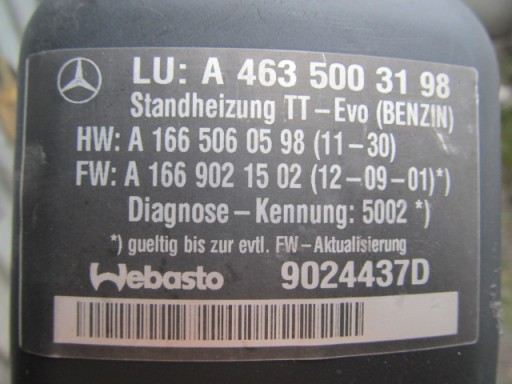 LU: A 463 500 31 98
Standheizung TT-Evo (BENZIN)
HW: A 166 506 05 98 (11-30)
FW: A 166 902 15 02 (12-09-01)*)
Diagnose-Kennung: 5002 *)
*) gueltig bis zur evtl. FW-Aktualisierung
Webasto 9024437D